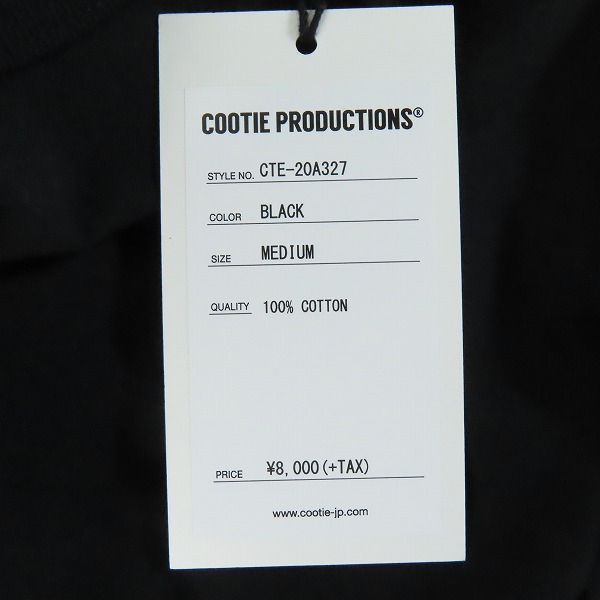 COOTIE PRODUCTIONS®
STYLE NO. CTE-20A327
COLOR BLACK
SIZE MEDIUM
QUALITY 100% COTTON
PRICE ¥8,000(+TAX)
www.cootie-jp.com